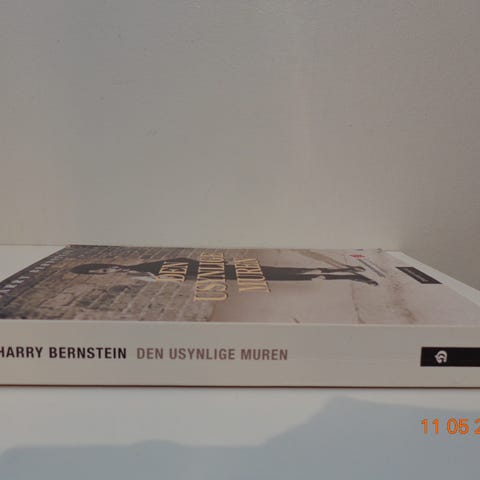 DEN
USYNLIGE
MUREN
HARRY BERNSTEIN DEN USYNLIGE MUREN
11 05 2